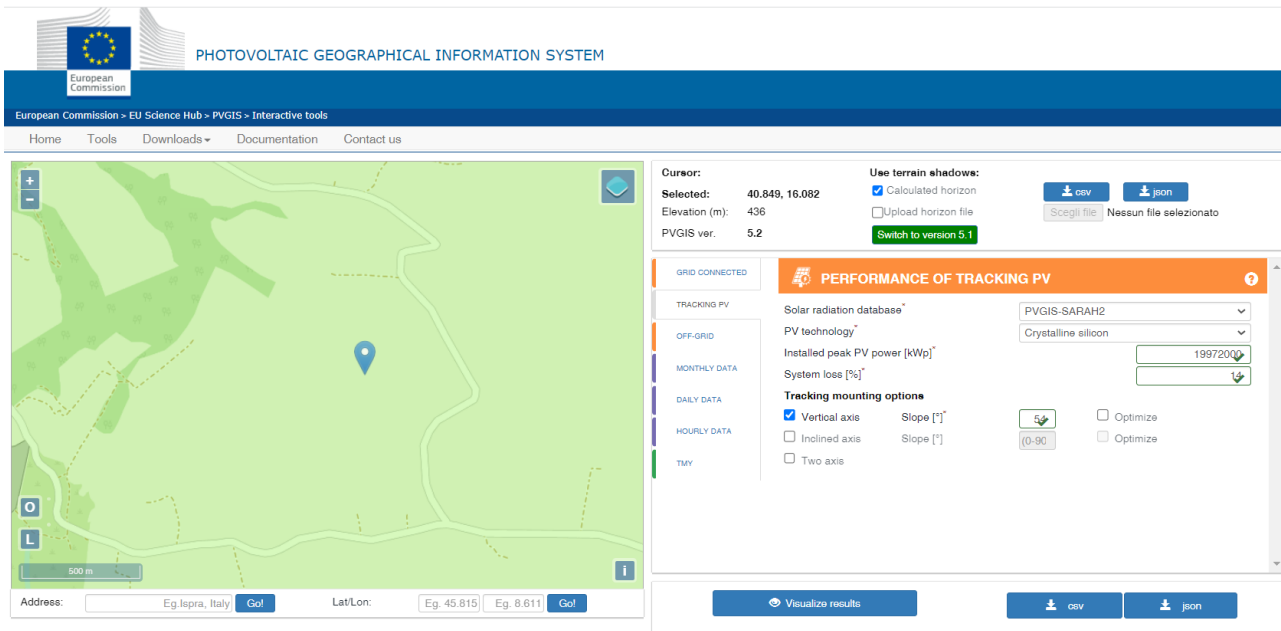 PHOTOVOLTAIC GEOGRAPHICAL INFORMATION SYSTEM
European
Commission
European Commission > EU Science Hub > PVGIS > Interactive tools
Home Tools Downloads Documentation Contact us
+
−
O
L
500 m
i
Address: Eg.Ispra, Italy Go! Lat/Lon: Eg. 45.815 Eg. 8.611 Go!
Cursor: Use terrain shadows:
Selected: 40.849, 16.082 Calculated horizon csv json
Elevation (m): 436 Upload horizon file Scegli file Nessun file selezionato
PVGIS ver. 5.2 Switch to version 5.1
GRID CONNECTED
TRACKING PV
OFF-GRID
MONTHLY DATA
DAILY DATA
HOURLY DATA
TMY
PERFORMANCE OF TRACKING PV ?
Solar radiation database* PVGIS-SARAH2
PV technology* Crystalline silicon
Installed peak PV power [kWp]* 19972000
System loss [%]* 14
Tracking mounting options
Vertical axis Slope [°]* 54 Optimize
Inclined axis Slope [°] (0-90 Optimize
Two axis
Visualize results csv json